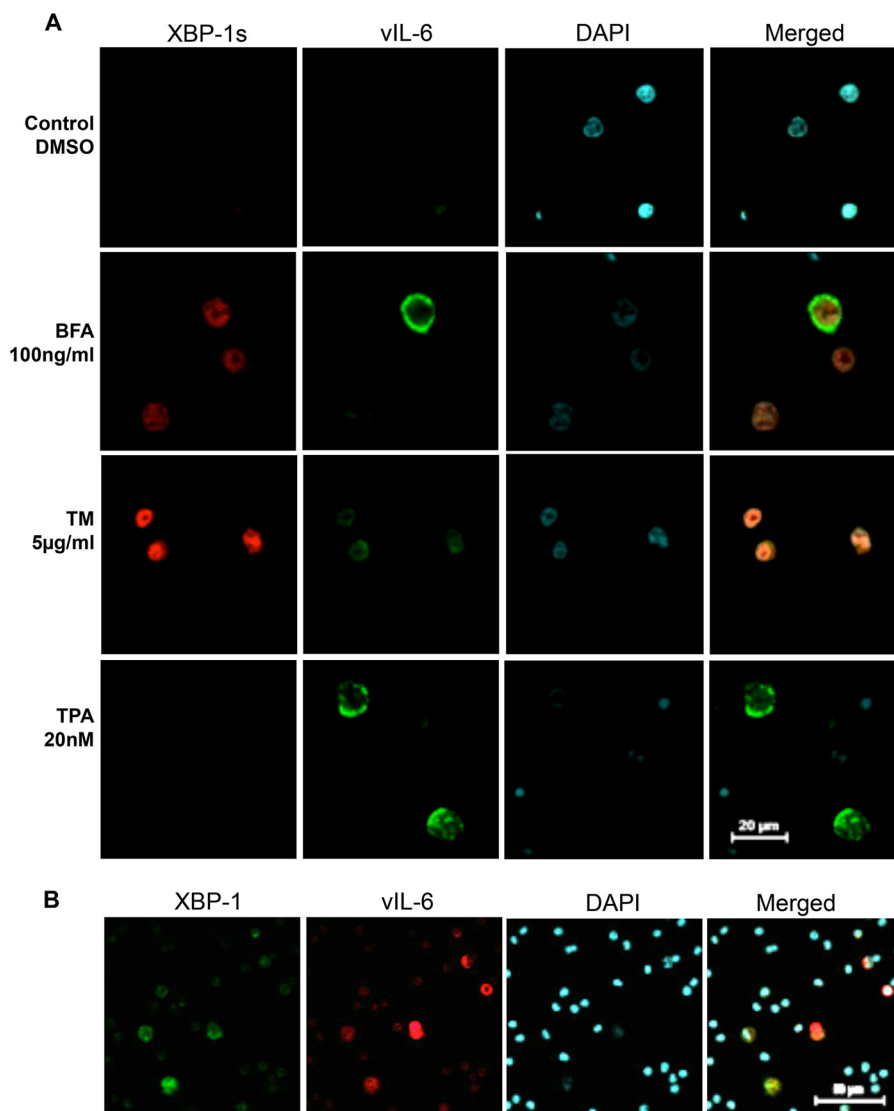 A
XBP-1s vIL-6 DAPI Merged
Control
DMSO
BFA
100ng/ml
TM
5µg/ml
TPA
20nM
20 µm
B
XBP-1 vIL-6 DAPI Merged
µm